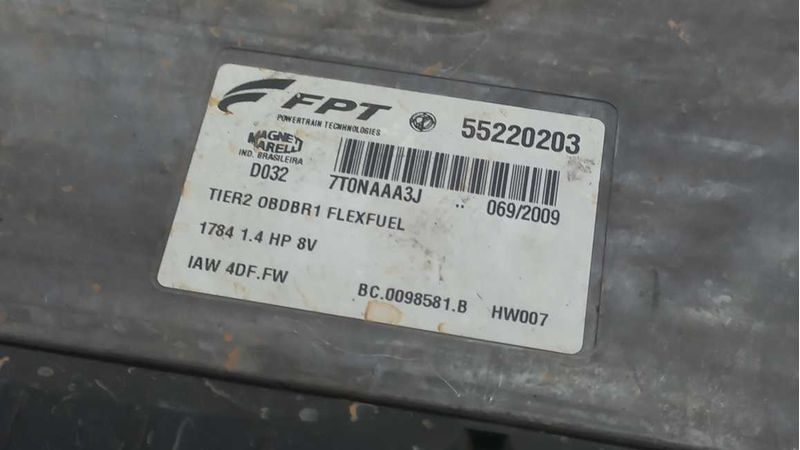 FPT
POWERTRAIN TECNHNOLOGIES
55220203
MAGNETI
MARELLI
IND. BRASILEIRA
D032
7T0NAAA3J .. 069/2009
TIER2 OBDBR1 FLEXFUEL
1784 1.4 HP 8V
IAW 4DF.FW
BC.0098581.B HW007